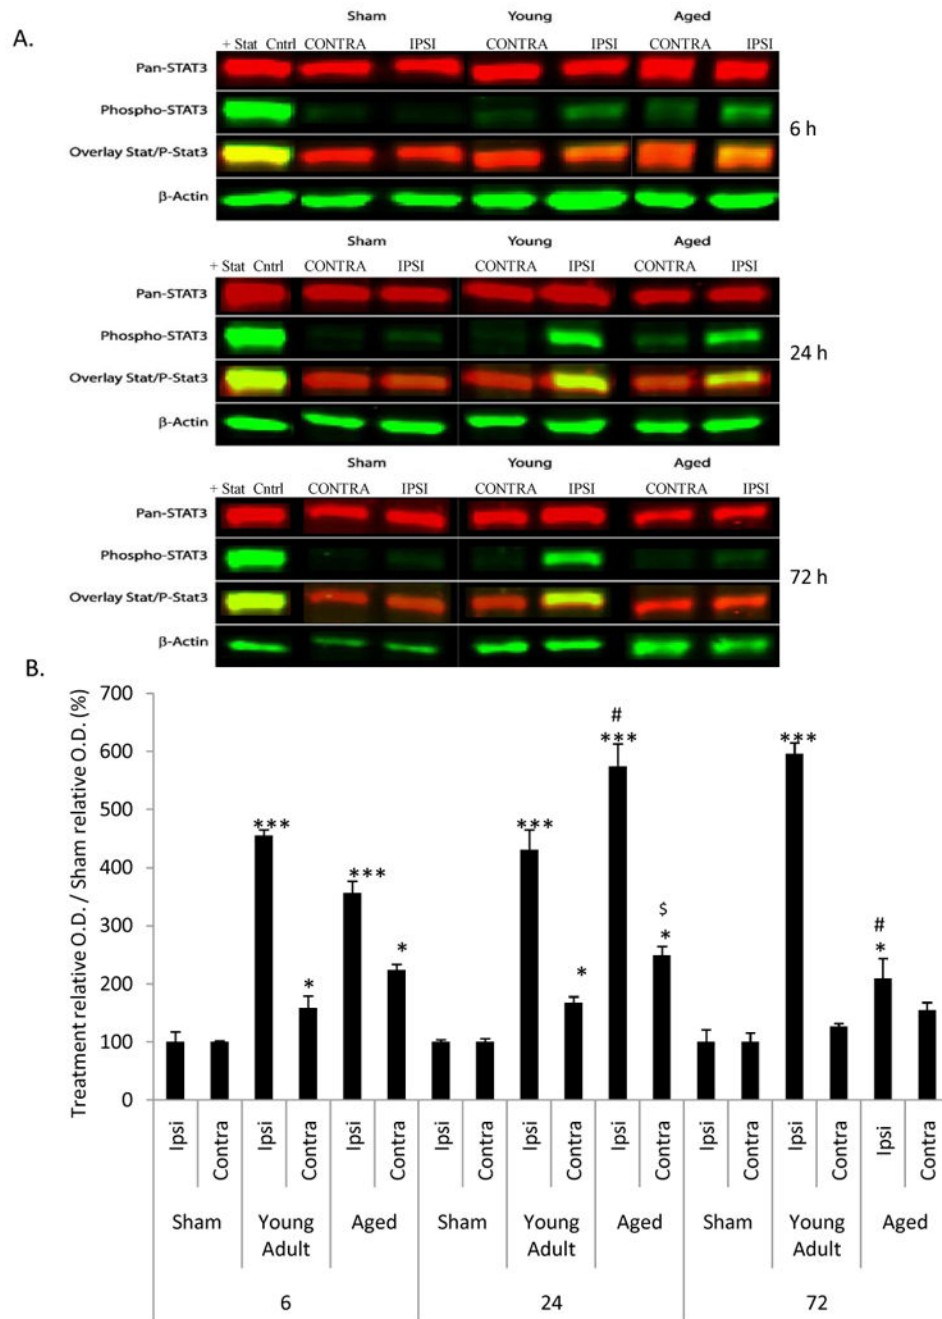 A.
Sham Young Aged
+ Stat Cntrl CONTRA IPSI CONTRA IPSI CONTRA IPSI
Pan-STAT3
Phospho-STAT3
6 h
Overlay Stat/P-Stat3
β-Actin
Sham Young Aged
+ Stat Cntrl CONTRA IPSI CONTRA IPSI CONTRA IPSI
Pan-STAT3
Phospho-STAT3
24 h
Overlay Stat/P-Stat3
β-Actin
Sham Young Aged
+ Stat Cntrl CONTRA IPSI CONTRA IPSI CONTRA IPSI
Pan-STAT3
Phospho-STAT3
72 h
Overlay Stat/P-Stat3
β-Actin
B.
Treatment relative O.D. / Sham relative O.D. (%)
700
600
500
400
300
200
100
0
***
*
***
*
***
*
#
***
$
*
***
#
*
Ipsi Contra Ipsi Contra Ipsi Contra Ipsi Contra Ipsi Contra Ipsi Contra Ipsi Contra Ipsi Contra Ipsi Contra
Sham Young Adult Aged Sham Young Adult Aged Sham Young Adult Aged
6 24 72